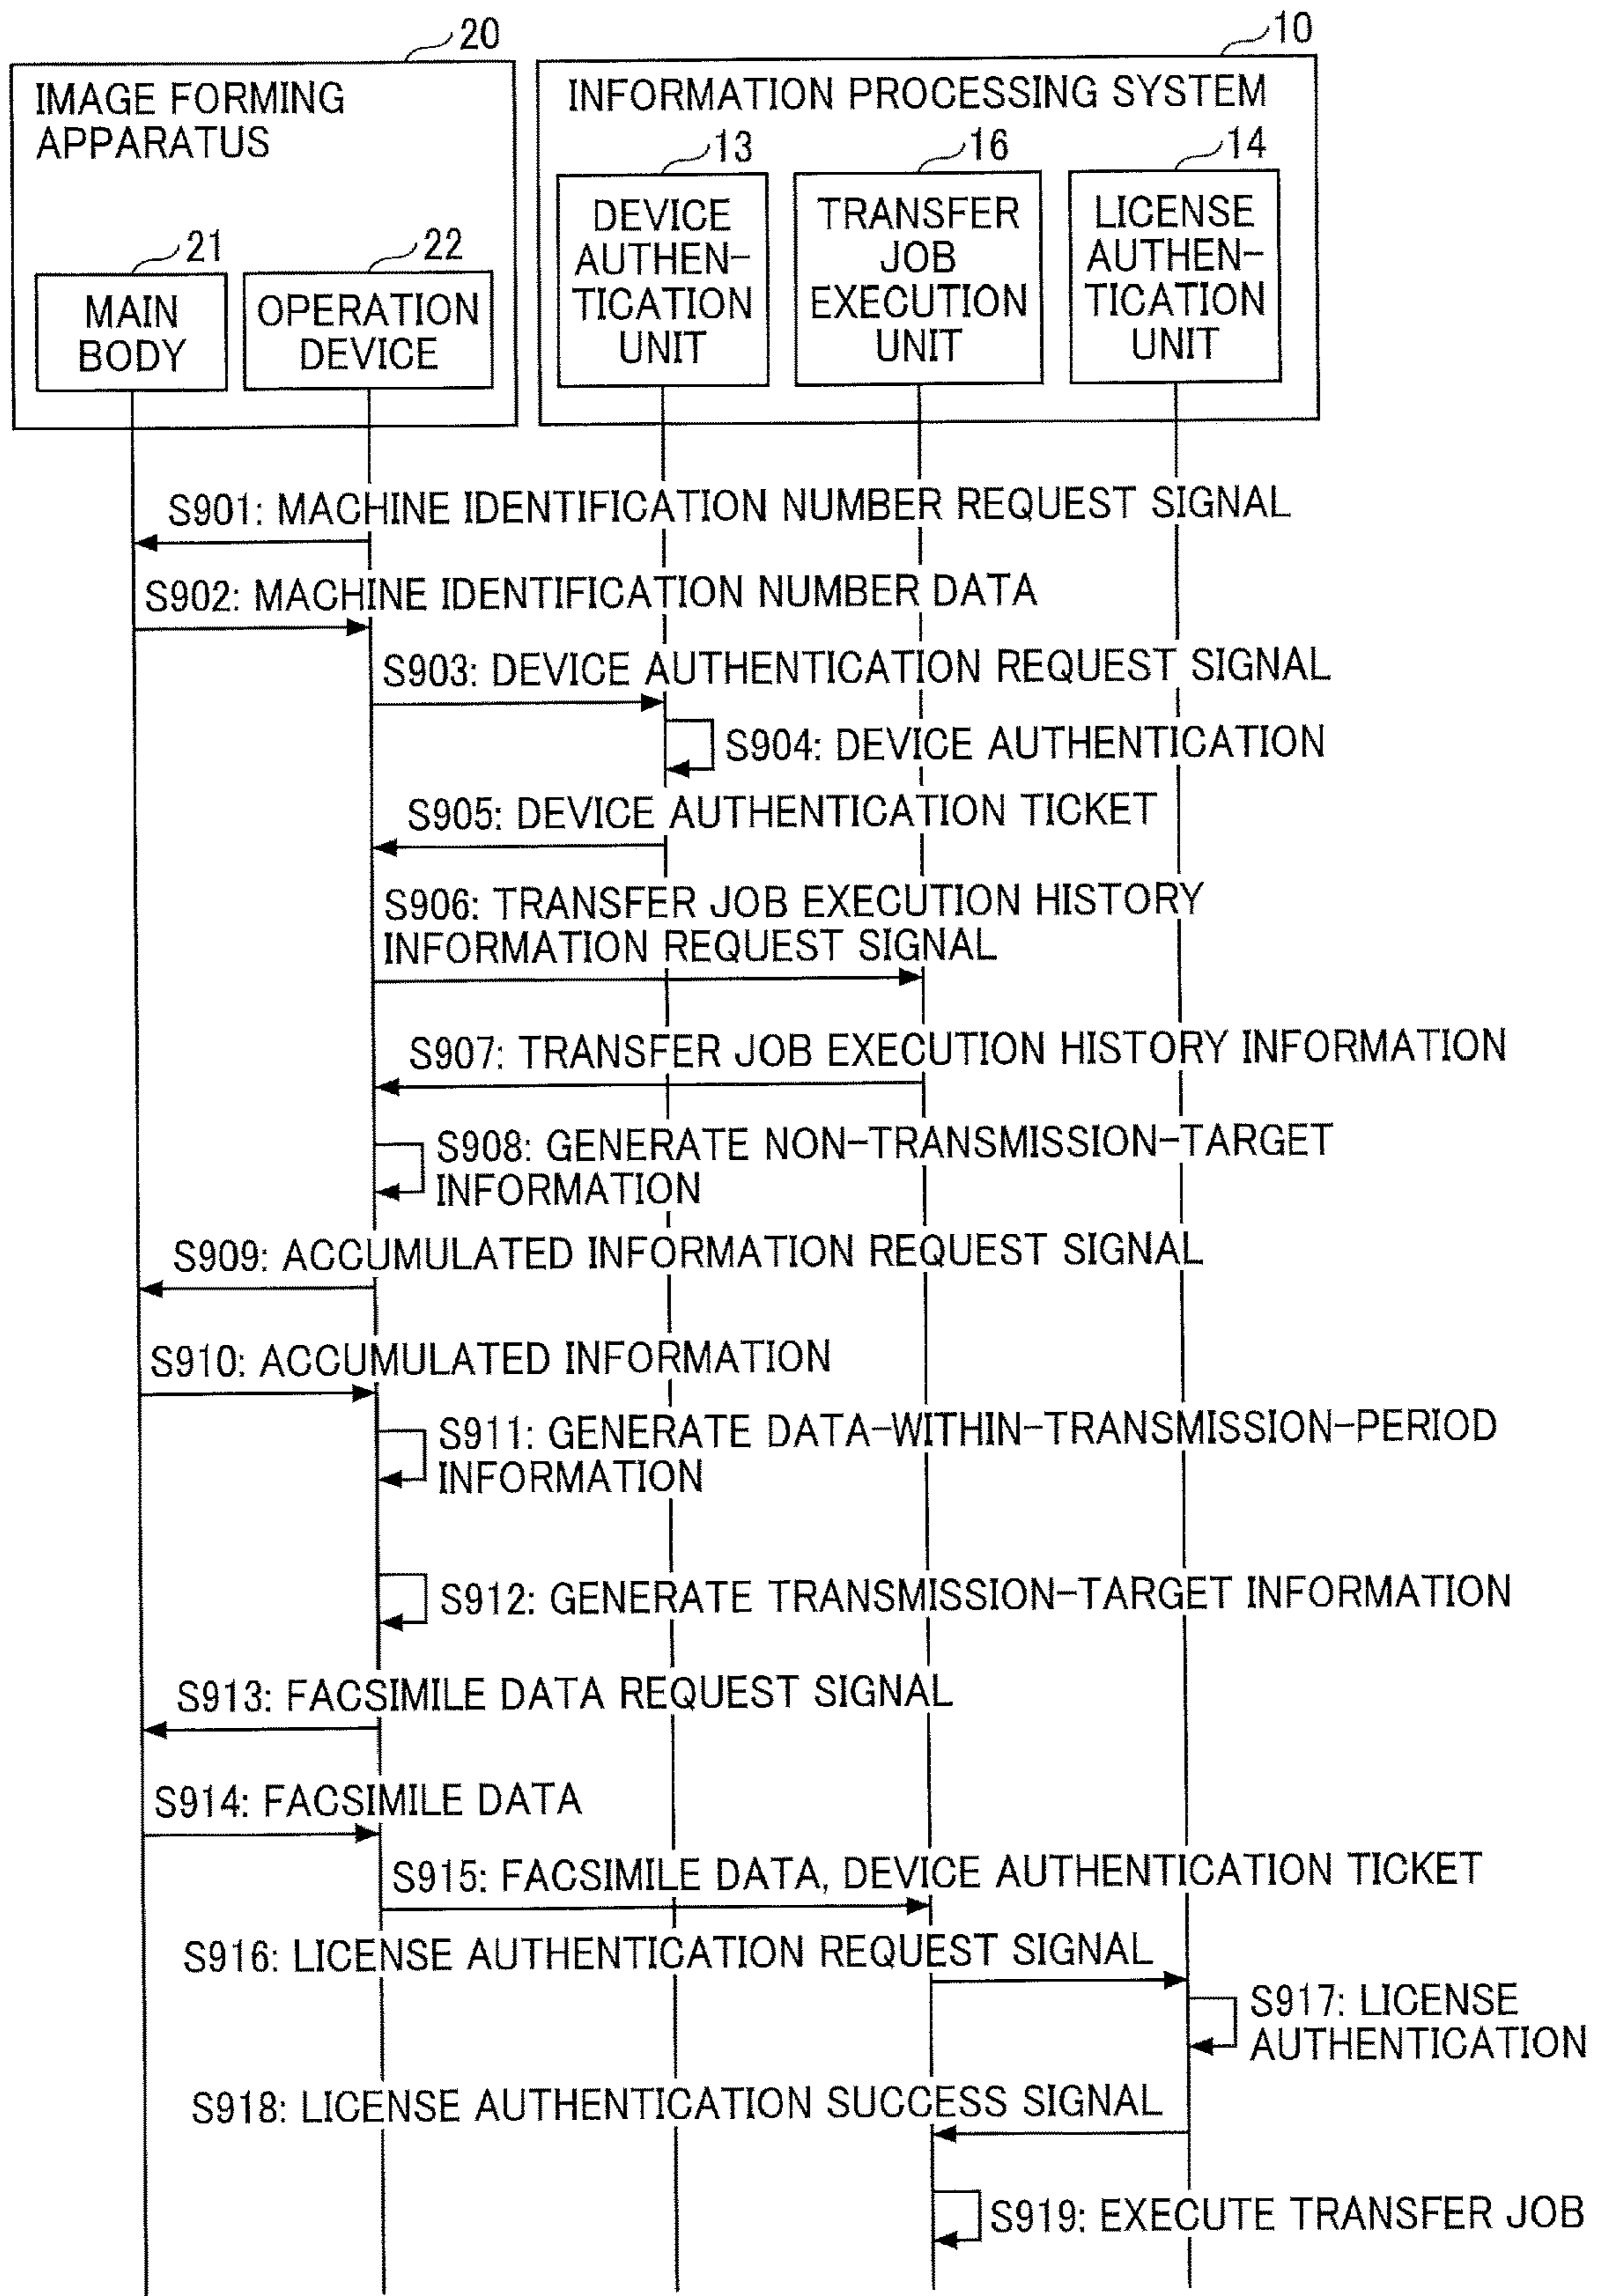 20
10
IMAGE FORMING
APPARATUS
INFORMATION PROCESSING SYSTEM
21
MAIN
BODY
22
OPERATION
DEVICE
13
DEVICE
AUTHEN-
TICATION
UNIT
16
TRANSFER
JOB
EXECUTION
UNIT
14
LICENSE
AUTHEN-
TICATION
UNIT
S901: MACHINE IDENTIFICATION NUMBER REQUEST SIGNAL
S902: MACHINE IDENTIFICATION NUMBER DATA
S903: DEVICE AUTHENTICATION REQUEST SIGNAL
S904: DEVICE AUTHENTICATION
S905: DEVICE AUTHENTICATION TICKET
S906: TRANSFER JOB EXECUTION HISTORY
INFORMATION REQUEST SIGNAL
S907: TRANSFER JOB EXECUTION HISTORY INFORMATION
S908: GENERATE NON-TRANSMISSION-TARGET
INFORMATION
S909: ACCUMULATED INFORMATION REQUEST SIGNAL
S910: ACCUMULATED INFORMATION
S911: GENERATE DATA-WITHIN-TRANSMISSION-PERIOD
INFORMATION
S912: GENERATE TRANSMISSION-TARGET INFORMATION
S913: FACSIMILE DATA REQUEST SIGNAL
S914: FACSIMILE DATA
S915: FACSIMILE DATA, DEVICE AUTHENTICATION TICKET
S916: LICENSE AUTHENTICATION REQUEST SIGNAL
S917: LICENSE
AUTHENTICATION
S918: LICENSE AUTHENTICATION SUCCESS SIGNAL
S919: EXECUTE TRANSFER JOB